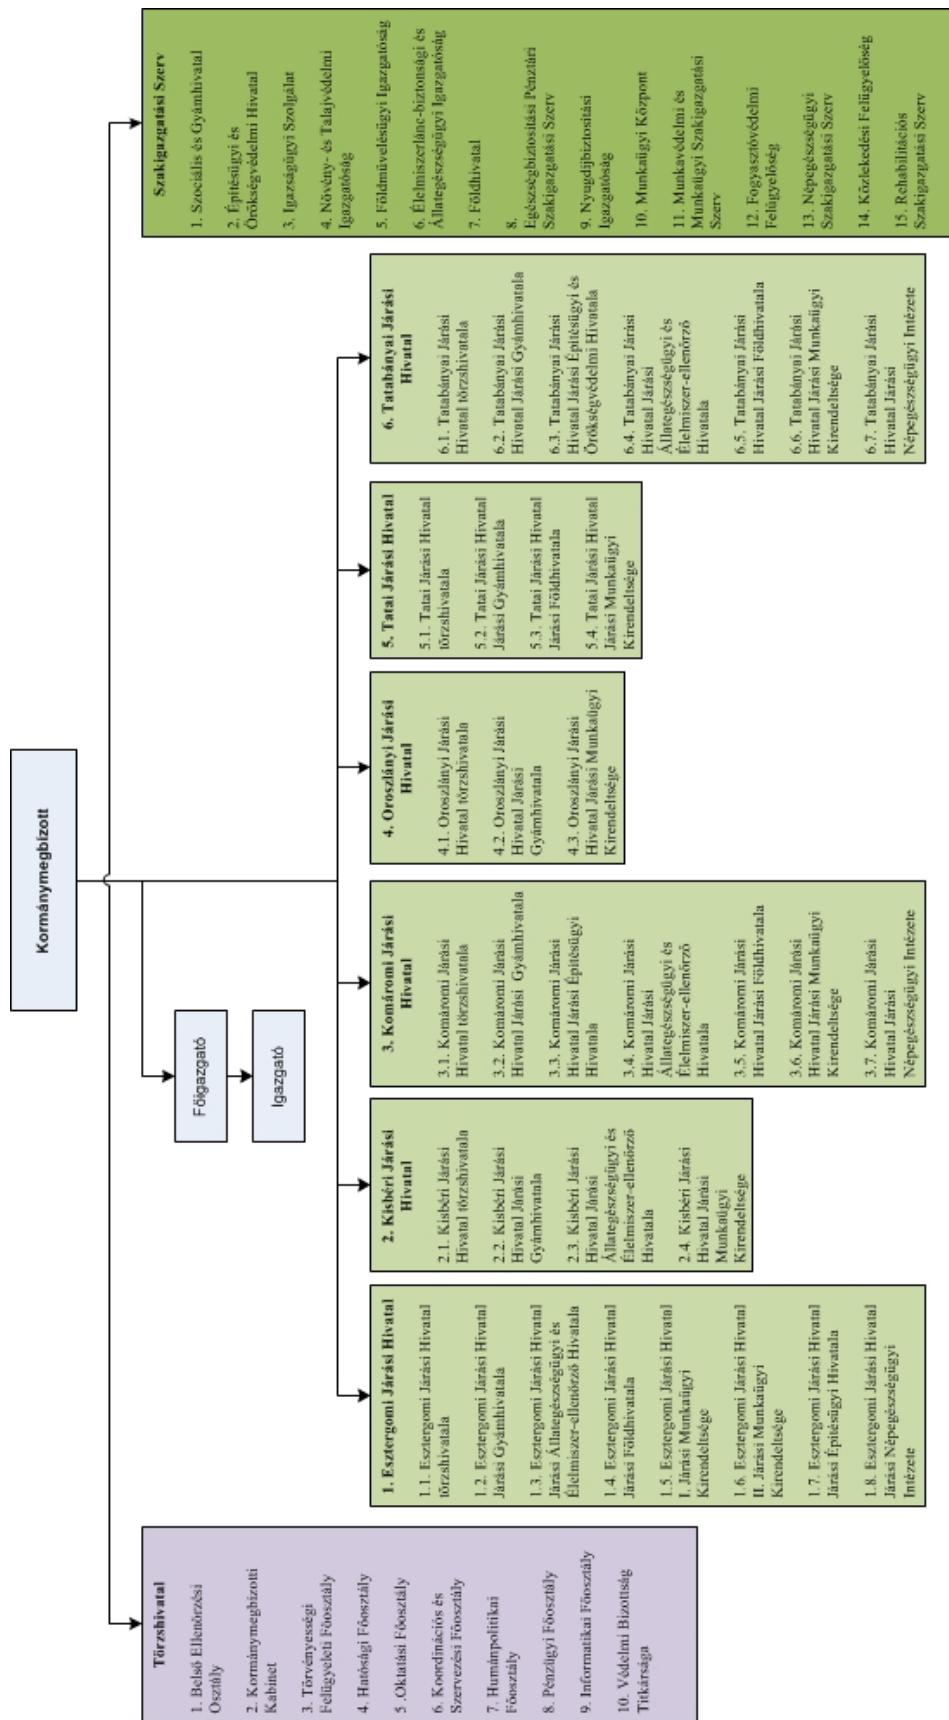 Kormánymegbízott
Főigazgató
Igazgató
Törzshivatal
1. Belső Ellenőrzési
Osztály
2. Kormánymegbízotti
Kabinet
3. Törvényességi
Felügyeleti Főosztály
4. Hatósági Főosztály
5 .Oktatási Főosztály
6. Koordinációs és
Szervezési Főosztály
7. Humánpolitikai
Főosztály
8. Pénzügyi Főosztály
9. Informatikai Főosztály
10. Védelmi Bizottság
Titkársága
1. Esztergomi Járási Hivatal
1.1. Esztergomi Járási Hivatal
törzshivatala
1.2. Esztergomi Járási Hivatal
Járási Gyámhivatala
1.3. Esztergomi Járási Hivatal
Járási Állategészségügyi és
Élelmiszer-ellenőrző Hivatala
1.4. Esztergomi Járási Hivatal
Járási Földhivatala
1.5. Esztergomi Járási Hivatal
I. Járási Munkaügyi
Kirendeltsége
1.6. Esztergomi Járási Hivatal
II. Járási Munkaügyi
Kirendeltsége
1.7. Esztergomi Járási Hivatal
Járási Építésügyi Hivatala
1.8. Esztergomi Járási Hivatal
Járási Népegészségügyi
Intézete
2. Kisbéri Járási
Hivatal
2.1. Kisbéri Járási
Hivatal törzshivatala
2.2. Kisbéri Járási
Hivatal Járási
Gyámhivatala
2.3. Kisbéri Járási
Hivatal Járási
Állategészségügyi és
Élelmiszer-ellenőrző
Hivatala
2.4. Kisbéri Járási
Hivatal Járási
Munkaügyi
Kirendeltsége
3. Komáromi Járási
Hivatal
3.1. Komáromi Járási
Hivatal törzshivatala
3.2. Komáromi Járási
Hivatal Járási Gyámhivatala
3.3. Komáromi Járási
Hivatal Járási Építésügyi
Hivatala
3.4. Komáromi Járási
Hivatal Járási
Állategészségügyi és
Élelmiszer-ellenőrző
Hivatala
3.5. Komáromi Járási
Hivatal Járási Földhivatala
3.6. Komáromi Járási
Hivatal Járási Munkaügyi
Kirendeltsége
3.7. Komáromi Járási
Hivatal Járási
Népegészségügyi Intézete
4. Oroszlányi Járási
Hivatal
4.1. Oroszlányi Járási
Hivatal törzshivatala
4.2. Oroszlányi Járási
Hivatal Járási
Gyámhivatala
4.3. Oroszlányi Járási
Hivatal Járási Munkaügyi
Kirendeltsége
5. Tatai Járási Hivatal
5.1. Tatai Járási Hivatal
törzshivatala
5.2. Tatai Járási Hivatal
Járási Gyámhivatala
5.3. Tatai Járási Hivatal
Járási Földhivatala
5.4. Tatai Járási Hivatal
Járási Munkaügyi
Kirendeltsége
6. Tatabányai Járási
Hivatal
6.1. Tatabányai Járási
Hivatal törzshivatala
6.2. Tatabányai Járási
Hivatal Járási Gyámhivatala
6.3. Tatabányai Járási
Hivatal Járási Építésügyi és
Örökségvédelmi Hivatala
6.4. Tatabányai Járási
Hivatal Járási
Állategészségügyi és
Élelmiszer-ellenőrző
Hivatala
6.5. Tatabányai Járási
Hivatal Járási Földhivatala
6.6. Tatabányai Járási
Hivatal Járási Munkaügyi
Kirendeltsége
6.7. Tatabányai Járási
Hivatal Járási
Népegészségügyi Intézete
Szakigazgatási Szerv
1. Szociális és Gyámhivatal
2. Építésügyi és
Örökségvédelmi Hivatal
3. Igazságügyi Szolgálat
4. Növény- és Talajvédelmi
Igazgatóság
5. Földművelésügyi Igazgatóság
6. Élelmiszerlánc-biztonsági és
Állategészségügyi Igazgatóság
7. Földhivatal
8.
Egészségbiztosítási Pénztári
Szakigazgatási Szerv
9. Nyugdíjbiztosítási
Igazgatóság
10. Munkaügyi Központ
11. Munkavédelmi és
Munkaügyi Szakigazgatási
Szerv
12. Fogyasztóvédelmi
Felügyelőség
13. Népegészségügyi
Szakigazgatási Szerv
14. Közlekedési Felügyelőség
15. Rehabilitációs
Szakigazgatási Szerv